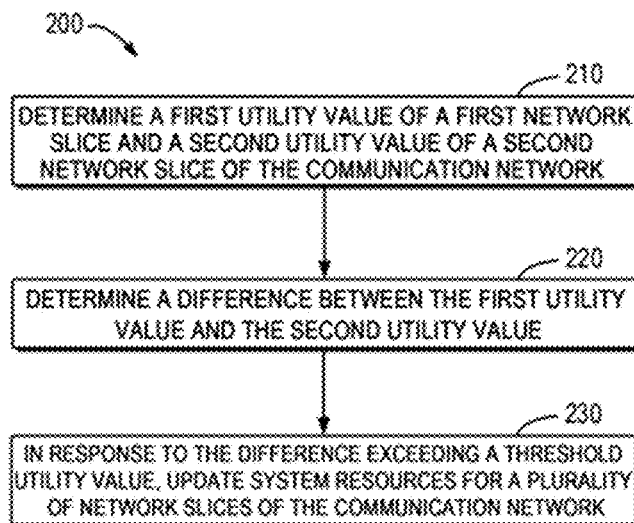 200
210
DETERMINE A FIRST UTILITY VALUE OF A FIRST NETWORK
SLICE AND A SECOND UTILITY VALUE OF A SECOND
NETWORK SLICE OF THE COMMUNICATION NETWORK
220
DETERMINE A DIFFERENCE BETWEEN THE FIRST UTILITY
VALUE AND THE SECOND UTILITY VALUE
230
IN RESPONSE TO THE DIFFERENCE EXCEEDING A THRESHOLD
UTILITY VALUE, UPDATE SYSTEM RESOURCES FOR A PLURALITY
OF NETWORK SLICES OF THE COMMUNICATION NETWORK